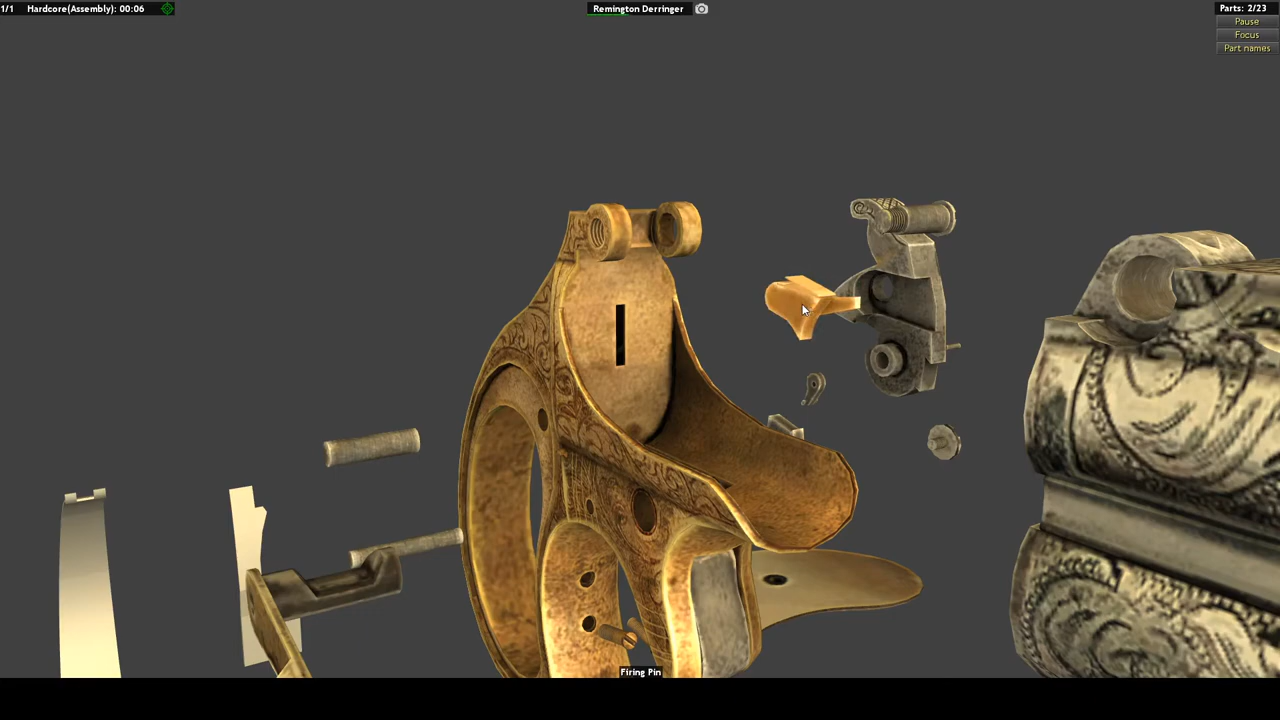 1/1 Hardcore(Assembly): 00:06
Remington Derringer
Parts: 2/23
Pause
Focus
Part names
Firing Pin